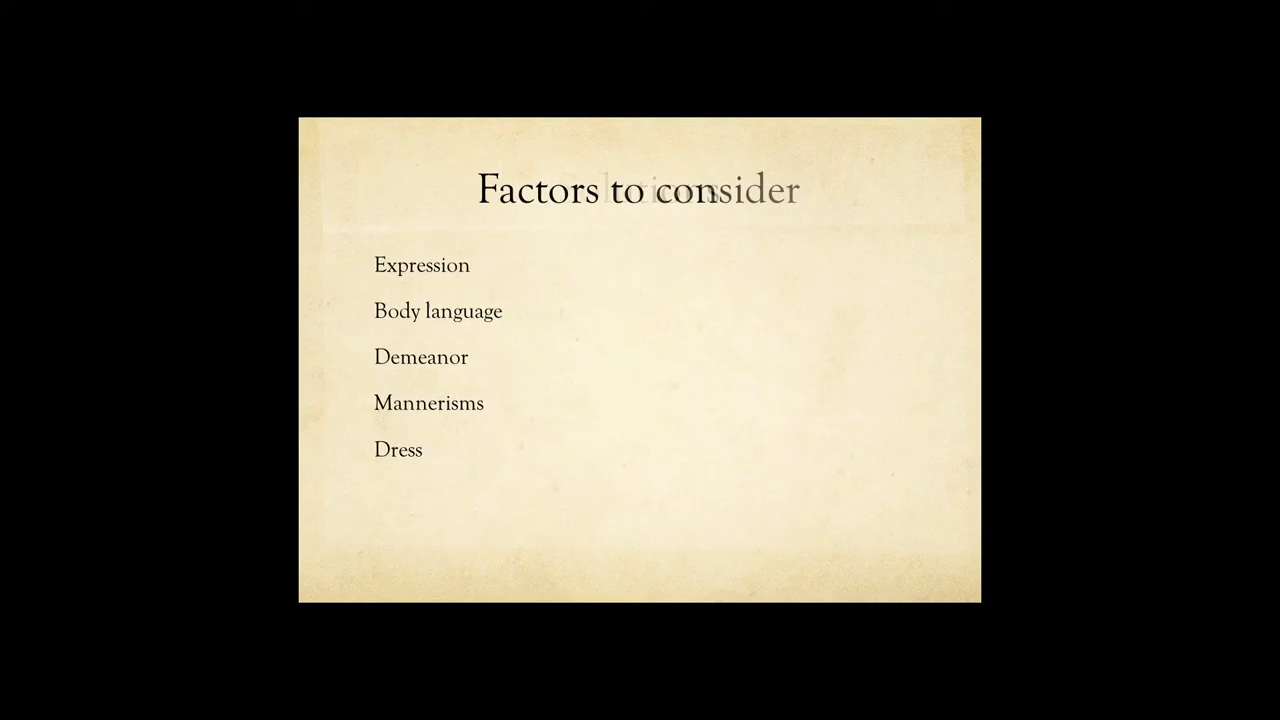 Factors to consider
Expression
Body language
Demeanor
Mannerisms
Dress